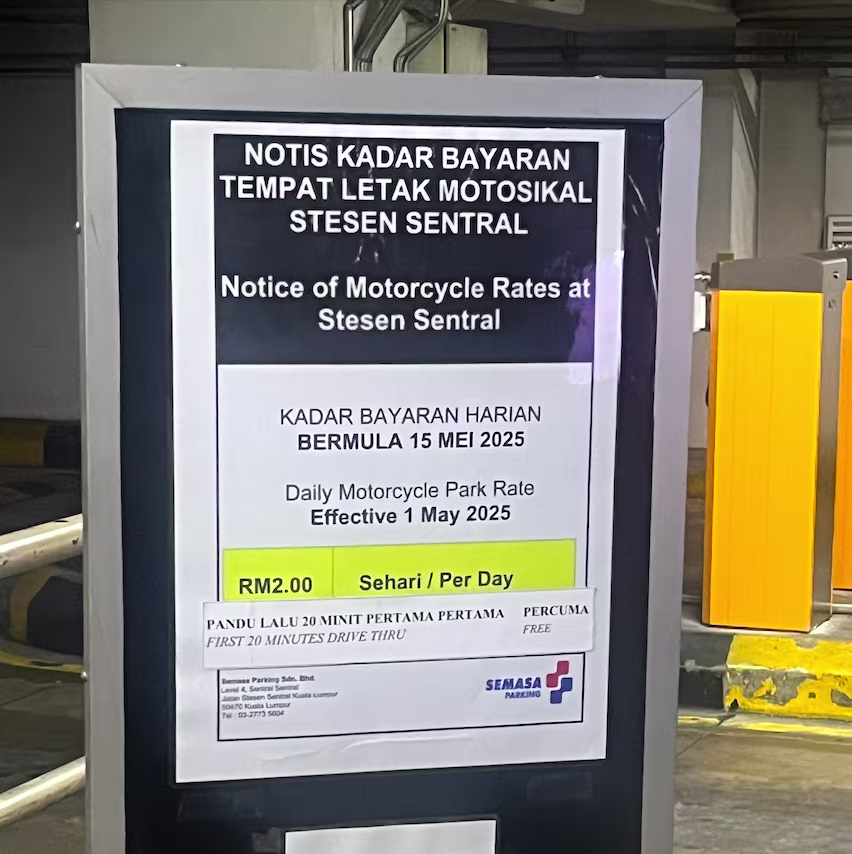 NOTIS KADAR BAYARAN
TEMPAT LETAK MOTOSIKAL
STESEN SENTRAL
Notice of Motorcycle Rates at
Stesen Sentral
KADAR BAYARAN HARIAN
BERMULA 15 MEI 2025
Daily Motorcycle Park Rate
Effective 1 May 2025
RM2.00 Sehari / Per Day
PANDU LALU 20 MINIT PERTAMA PERTAMA PERCUMA
FIRST 20 MINUTES DRIVE THRU FREE
Semasa Parking Sdn. Bhd.
Level 4, Sentral Sentral
Jalan Stesen Sentral Kuala Lumpur
50470 Kuala Lumpur
Tel : 03-2773 5604
SEMASA
PARKING